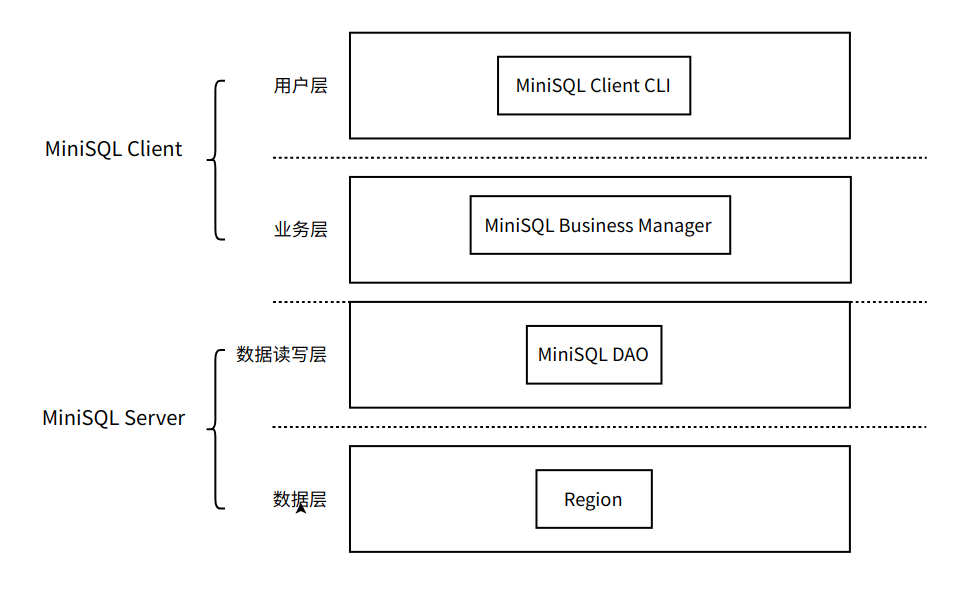 用户层
MiniSQL Client CLI
MiniSQL Client
业务层
MiniSQL Business Manager
数据读写层
MiniSQL DAO
MiniSQL Server
数据层
Region